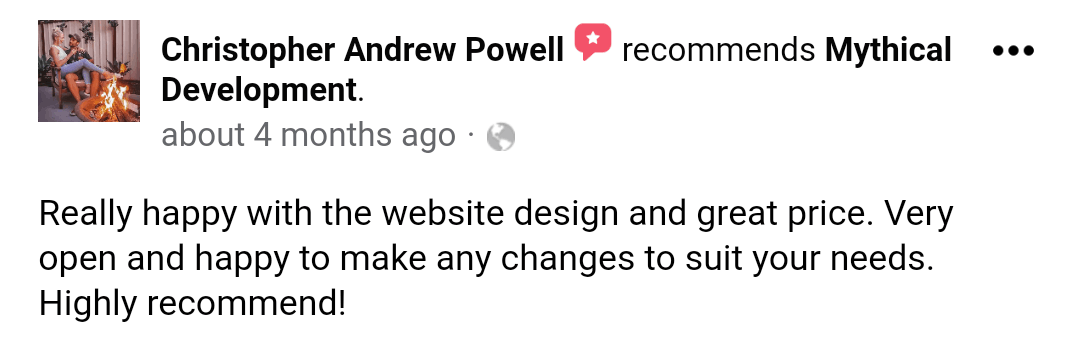 Christopher Andrew Powell recommends Mythical
Development.
about 4 months ago ·
Really happy with the website design and great price. Very
open and happy to make any changes to suit your needs.
Highly recommend!